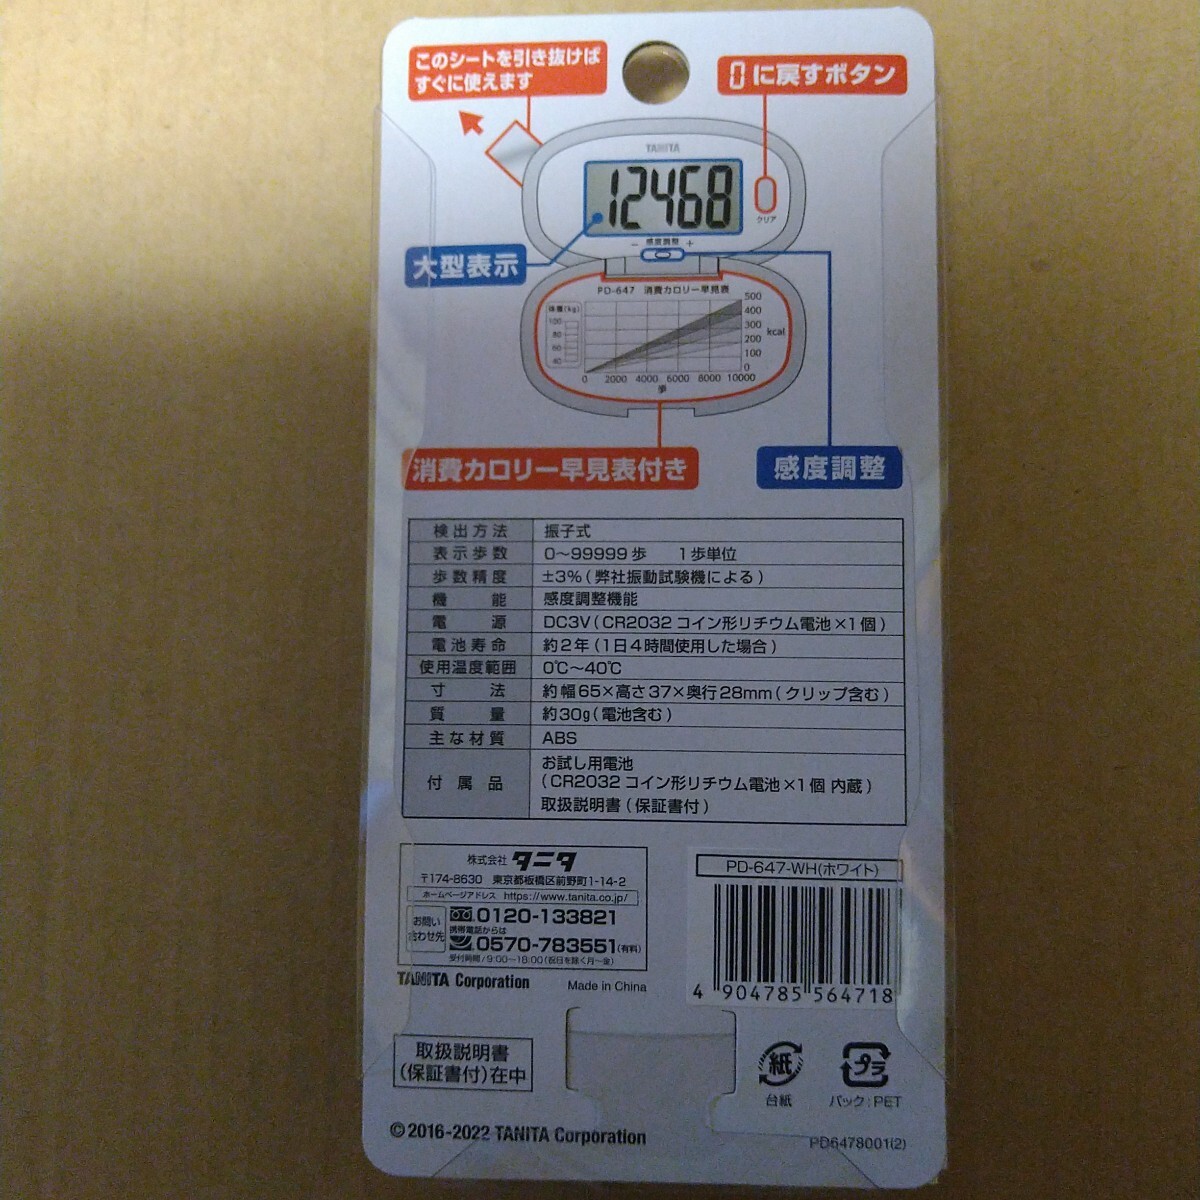 このシートを引き抜けば
すぐに使えます
0に戻すボタン
TANITA
12468
クリア
− 感度調整 +
大型表示
PD-647 消費カロリー早見表
体重(kg)
100
80
60
40
500
400
300
200
100
0
kcal
0 2000 4000 6000 8000 10000
歩
消費カロリー早見表付き
感度調整
検出方法 振子式
表示歩数 0〜99999歩 1歩単位
歩数精度 ±3%(弊社振動試験機による)
機能 感度調整機能
電源 DC3V(CR2032 コイン形リチウム電池×1個)
電池寿命 約2年(1日4時間使用した場合)
使用温度範囲 0℃〜40℃
寸法 約幅65×高さ37×奥行28mm(クリップ含む)
質量 約30g(電池含む)
主な材質 ABS
付属品 お試し用電池
(CR2032 コイン形リチウム電池×1個 内蔵)
取扱説明書(保証書付)
株式会社 タニタ
〒174-8630 東京都板橋区前野町1-14-2
ホームページアドレス https://www.tanita.co.jp/
お問い
合わせ先
0120-133821
携帯電話からは
0570-783551(有料)
受付時間/9:00〜18:00(祝日を除く月〜金)
TANITA Corporation Made in China
PD-647-WH(ホワイト)
4 904785 564718
取扱説明書
(保証書付)在中
紙
台紙
プラ
パック:PET
©2016-2022 TANITA Corporation
PD6478001(2)